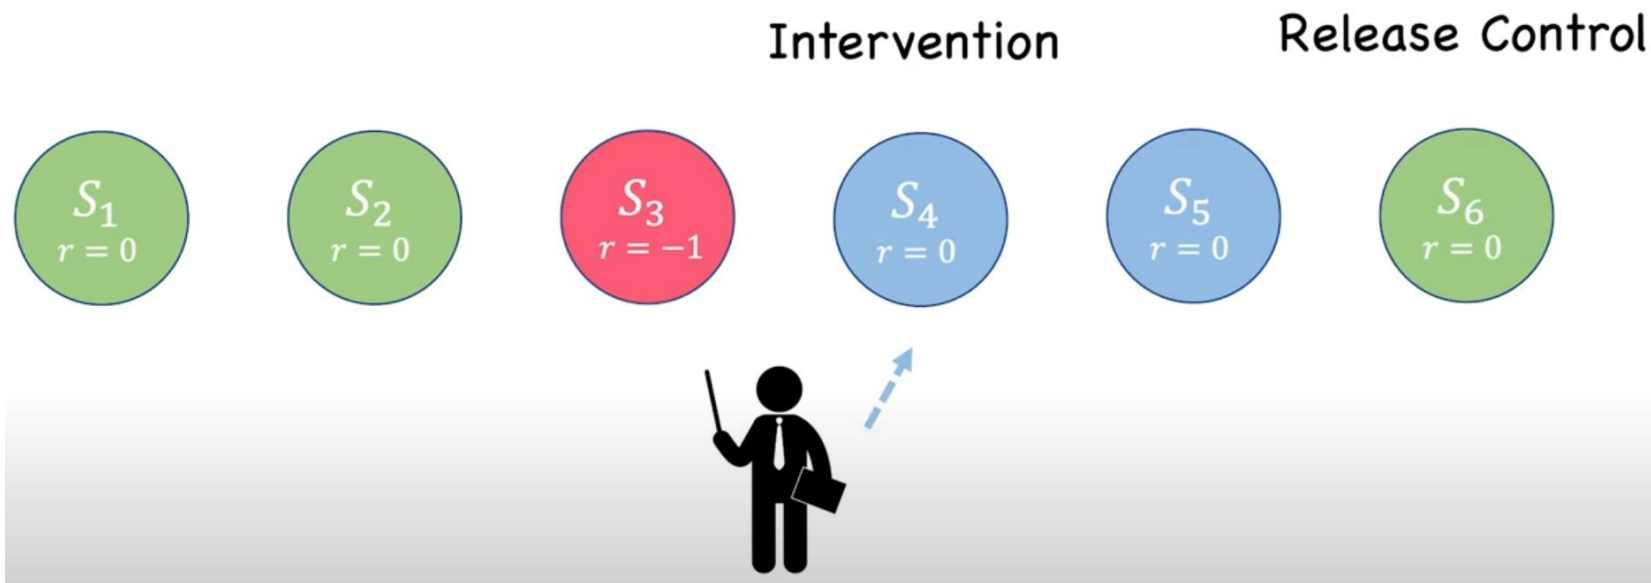 Intervention
Release Control
S₁
r = 0
S₂
r = 0
S₃
r = −1
S₄
r = 0
S₅
r = 0
S₆
r = 0